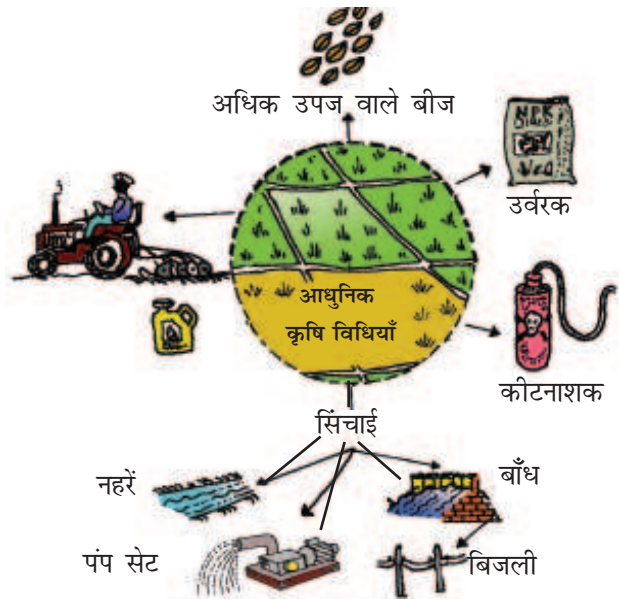 अधिक उपज वाले बीज
N.P.K
उर्वरक
आधुनिक
कृषि विधियाँ
कीटनाशक
सिंचाई
नहरें
बाँध
पंप सेट
बिजली